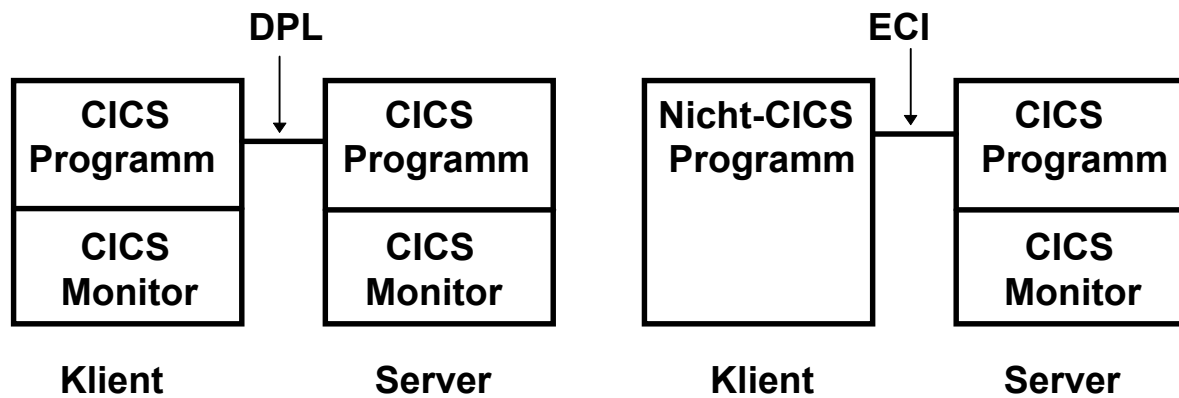 DPL
CICS
Programm
CICS
Monitor
Klient
CICS
Programm
CICS
Monitor
Server
ECI
Nicht-CICS
Programm
Klient
CICS
Programm
CICS
Monitor
Server